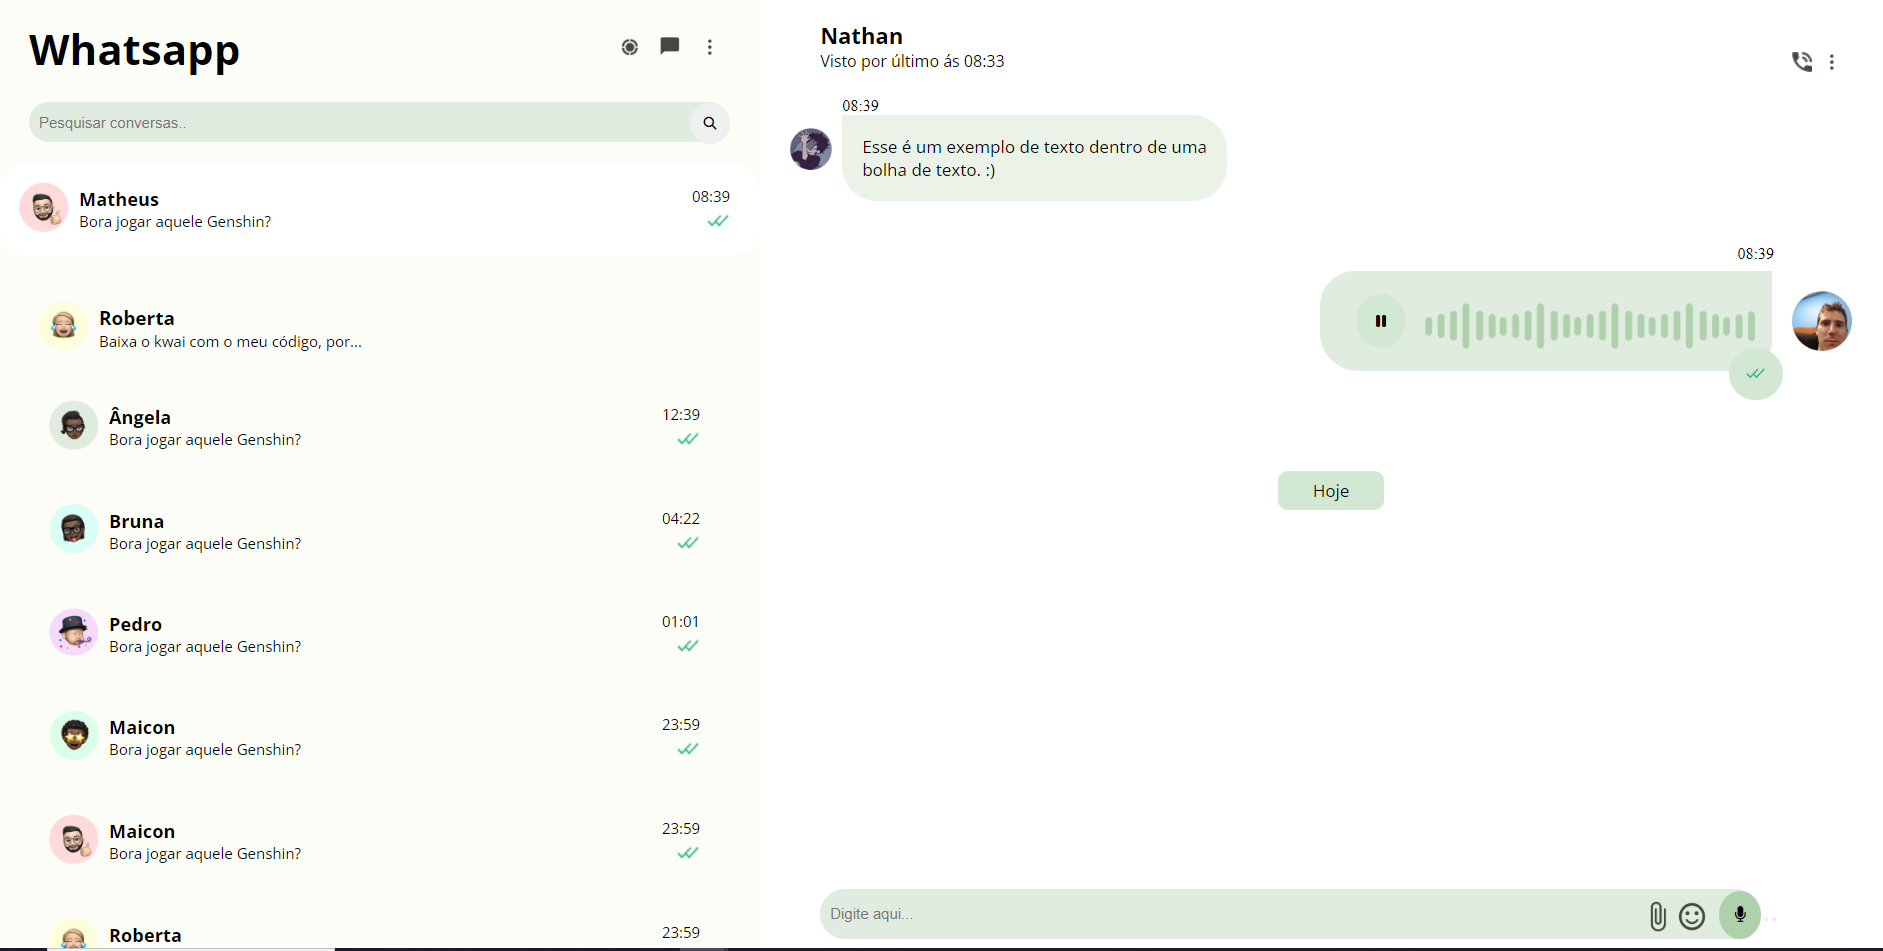 Whatsapp
Pesquisar conversas..
Matheus
08:39
Bora jogar aquele Genshin?
Roberta
Baixa o kwai com o meu código, por...
Ângela
12:39
Bora jogar aquele Genshin?
Bruna
04:22
Bora jogar aquele Genshin?
Pedro
01:01
Bora jogar aquele Genshin?
Maicon
23:59
Bora jogar aquele Genshin?
Maicon
23:59
Bora jogar aquele Genshin?
Roberta
23:59
Nathan
Visto por último ás 08:33
08:39
Esse é um exemplo de texto dentro de uma
bolha de texto. :)
08:39
Hoje
Digite aqui...